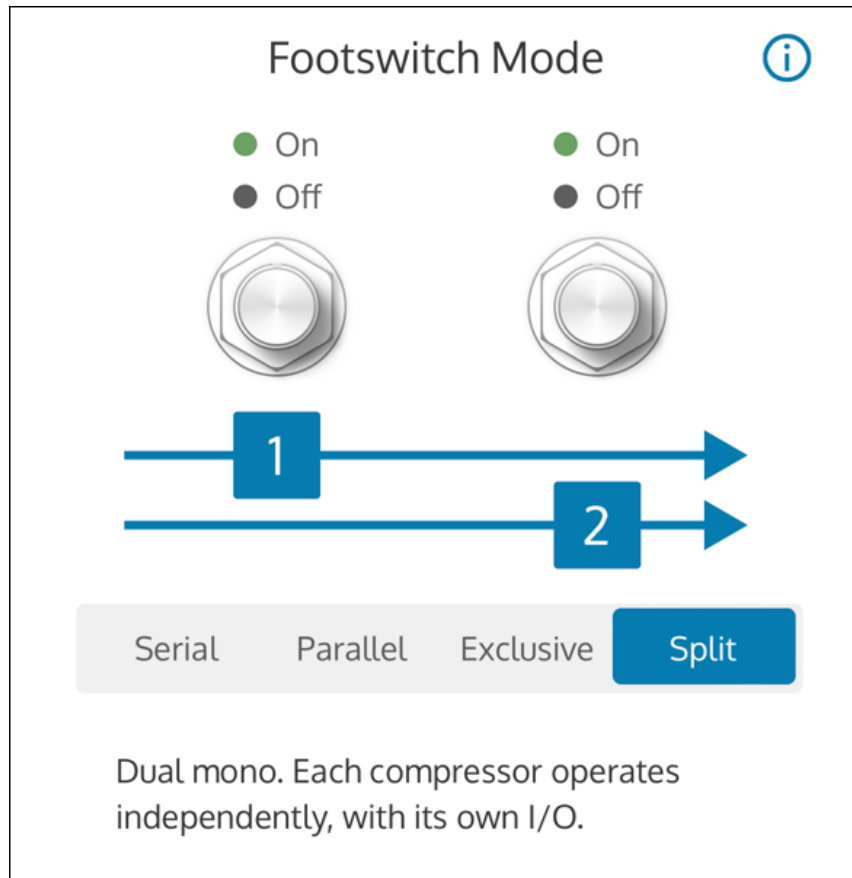 Footswitch Mode
i
On
On
Off
Off
1
2
Serial Parallel Exclusive Split
Dual mono. Each compressor operates
independently, with its own I/O.